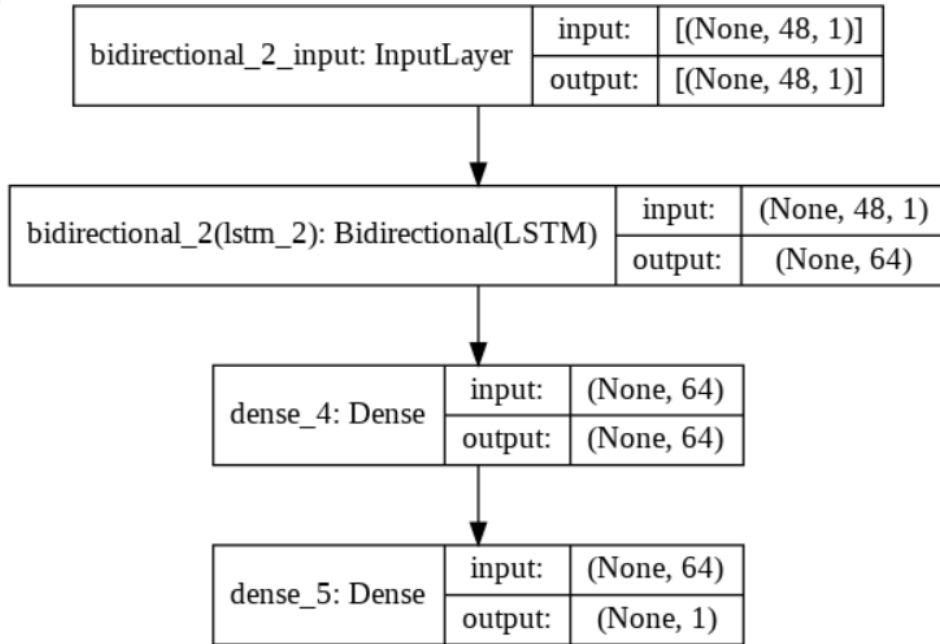 bidirectional_2_input: InputLayer
input: [(None, 48, 1)]
output: [(None, 48, 1)]
bidirectional_2(lstm_2): Bidirectional(LSTM)
input: (None, 48, 1)
output: (None, 64)
dense_4: Dense
input: (None, 64)
output: (None, 64)
dense_5: Dense
input: (None, 64)
output: (None, 1)